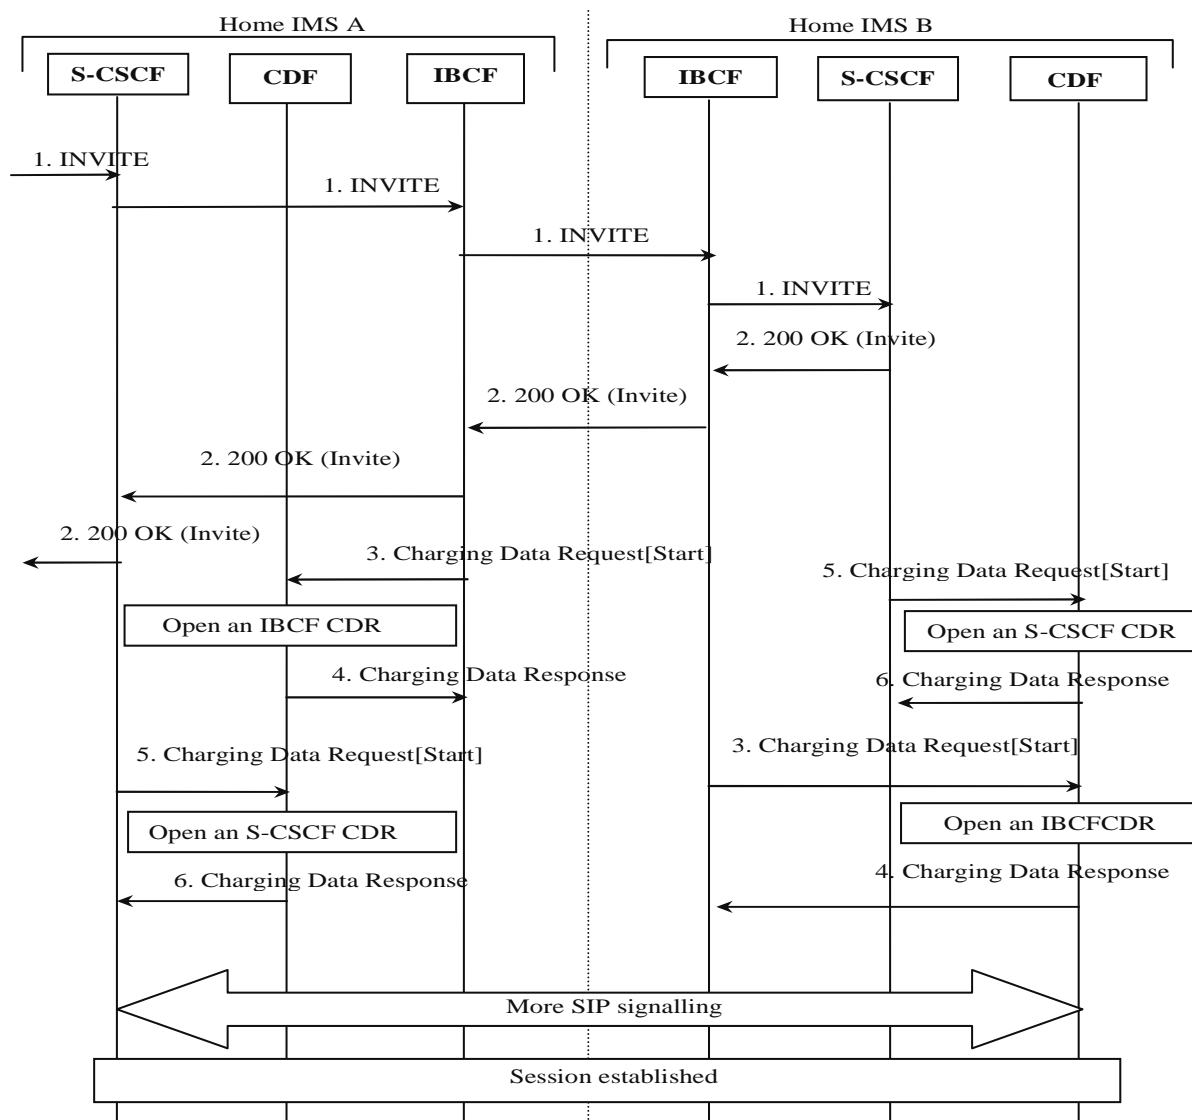 Home IMS A
Home IMS B
S-CSCF
CDF
IBCF
IBCF
S-CSCF
CDF
1. INVITE
1. INVITE
1. INVITE
1. INVITE
2. 200 OK (Invite)
2. 200 OK (Invite)
2. 200 OK (Invite)
2. 200 OK (Invite)
3. Charging Data Request[Start]
5. Charging Data Request[Start]
Open an IBCF CDR
Open an S-CSCF CDR
4. Charging Data Response
6. Charging Data Response
5. Charging Data Request[Start]
3. Charging Data Request[Start]
Open an S-CSCF CDR
Open an IBCFCDR
6. Charging Data Response
4. Charging Data Response
More SIP signalling
Session established